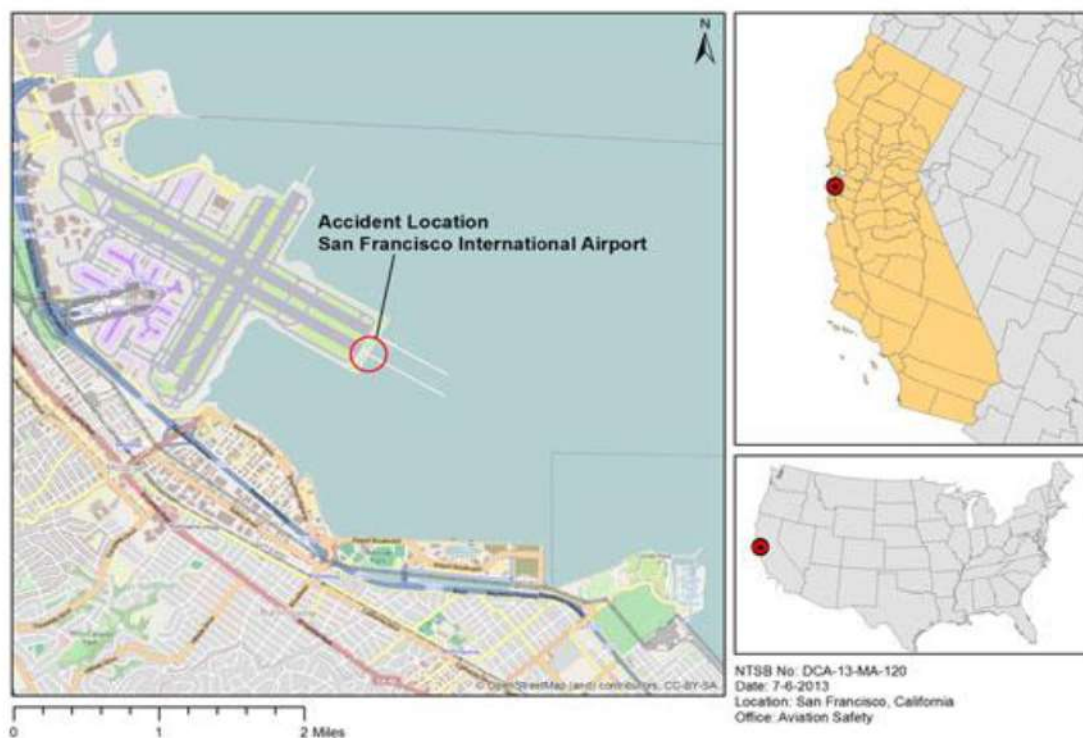 N
Accident Location
San Francisco International Airport
© OpenStreetMap (and) contributors, CC-BY-SA
0 1 2 Miles
NTSB No: DCA-13-MA-120
Date: 7-6-2013
Location: San Francisco, California
Office: Aviation Safety